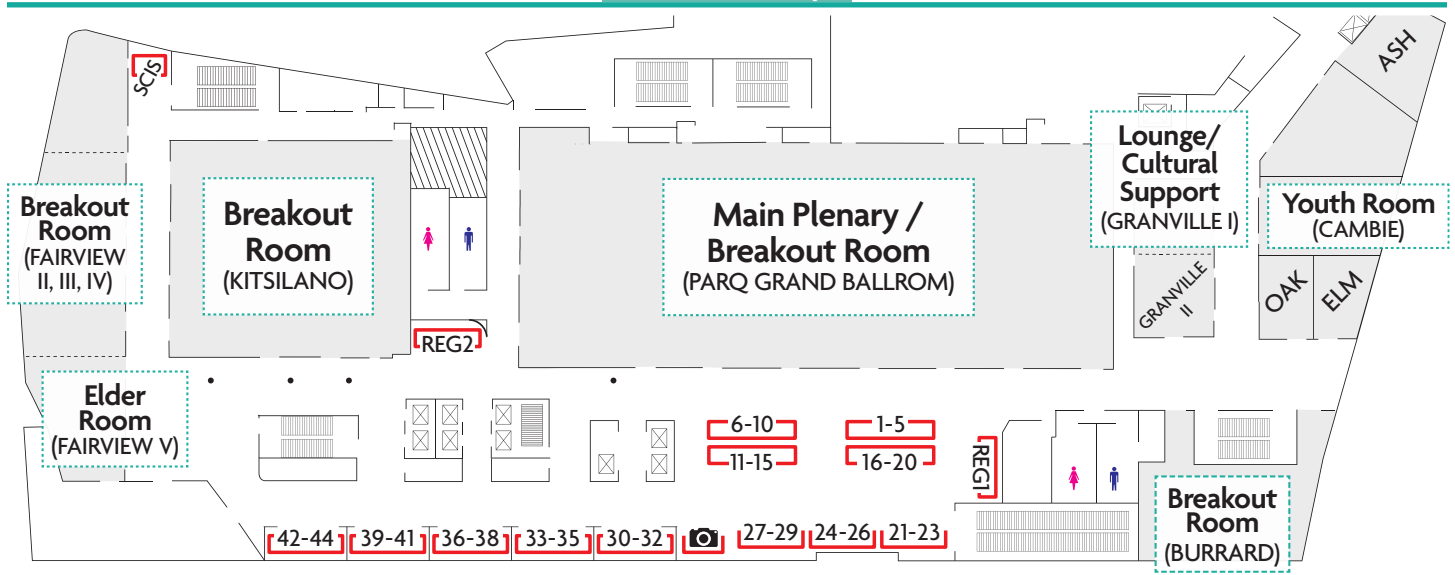 SCIS
ASH
Breakout
Room
(FAIRVIEW
II, III, IV)
Breakout
Room
(KITSILANO)
Main Plenary /
Breakout Room
(PARQ GRAND BALLROM)
Lounge/
Cultural
Support
(GRANVILLE I)
Youth Room
(CAMBIE)
GRANVILLE
II
OAK
ELM
REG2
Elder
Room
(FAIRVIEW V)
6-10
1-5
11-15
16-20
REG1
Breakout
Room
(BURRARD)
42-44
39-41
36-38
33-35
30-32
27-29
24-26
21-23